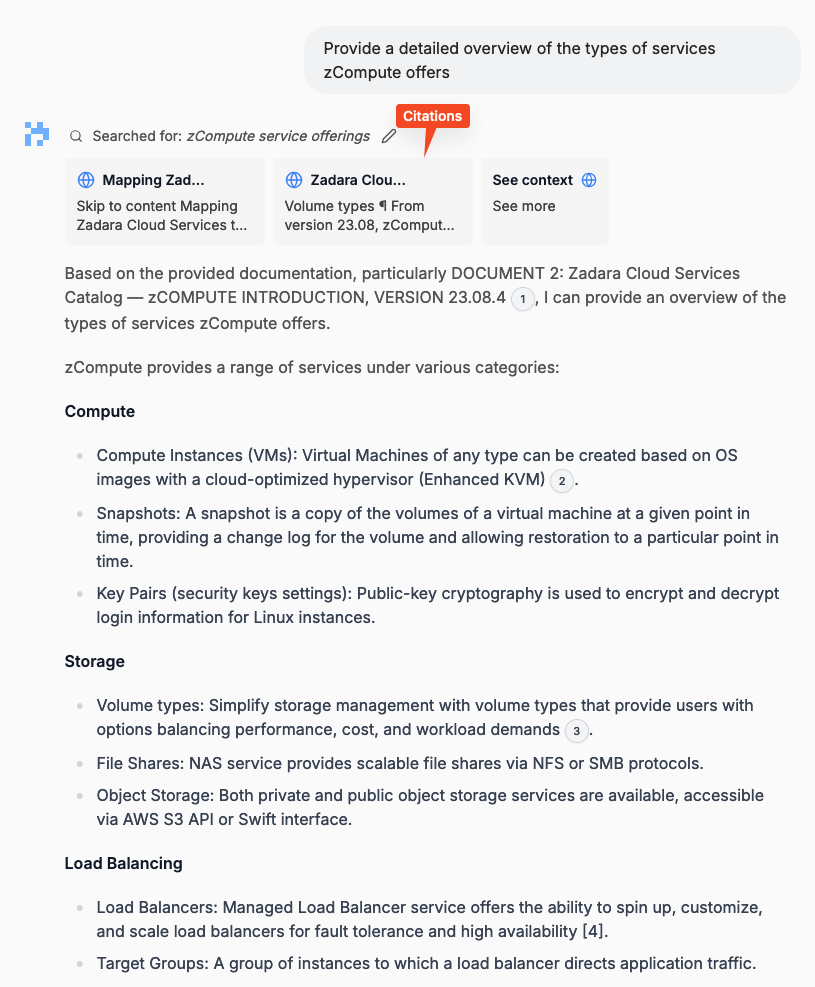 Provide a detailed overview of the types of services
zCompute offers
Citations
Searched for: zCompute service offerings
Mapping Zad...
Skip to content Mapping
Zadara Cloud Services t...
Zadara Clou...
Volume types ¶ From
version 23.08, zComput...
See context
See more
Based on the provided documentation, particularly DOCUMENT 2: Zadara Cloud Services
Catalog — zCOMPUTE INTRODUCTION, VERSION 23.08.4 1, I can provide an overview of the
types of services zCompute offers.
zCompute provides a range of services under various categories:
Compute
Compute Instances (VMs): Virtual Machines of any type can be created based on OS
images with a cloud-optimized hypervisor (Enhanced KVM) 2.
Snapshots: A snapshot is a copy of the volumes of a virtual machine at a given point in
time, providing a change log for the volume and allowing restoration to a particular point in
time.
Key Pairs (security keys settings): Public-key cryptography is used to encrypt and decrypt
login information for Linux instances.
Storage
Volume types: Simplify storage management with volume types that provide users with
options balancing performance, cost, and workload demands 3.
File Shares: NAS service provides scalable file shares via NFS or SMB protocols.
Object Storage: Both private and public object storage services are available, accessible
via AWS S3 API or Swift interface.
Load Balancing
Load Balancers: Managed Load Balancer service offers the ability to spin up, customize,
and scale load balancers for fault tolerance and high availability [4].
Target Groups: A group of instances to which a load balancer directs application traffic.